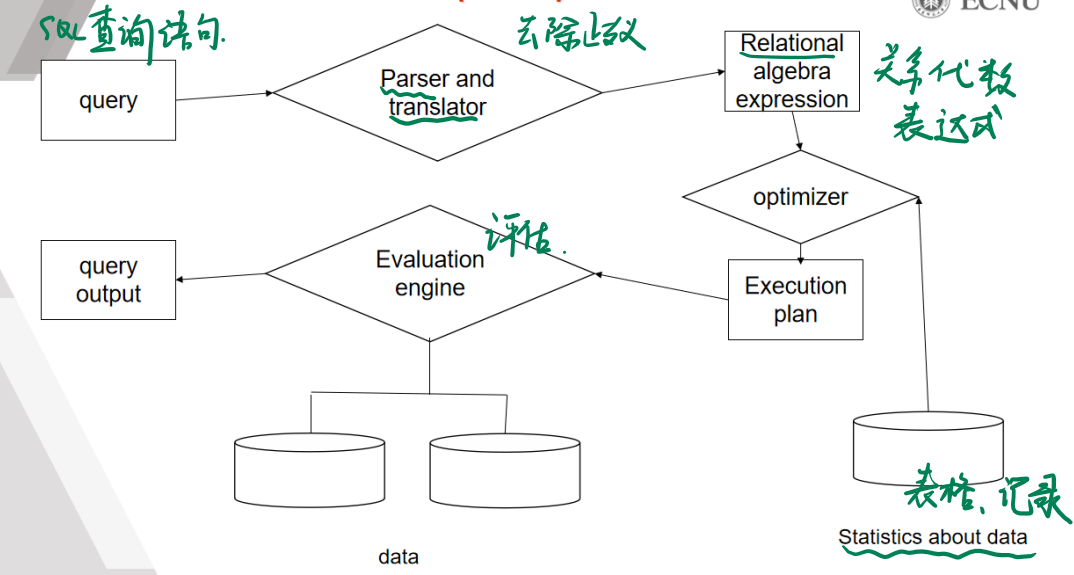 ECNU
SQL查询语句.
去除歧义
query
Parser and
translator
Relational
algebra
expression
关系代数
表达式
optimizer
评估.
query
output
Evaluation
engine
Execution
plan
表格、记录
Statistics about data
data